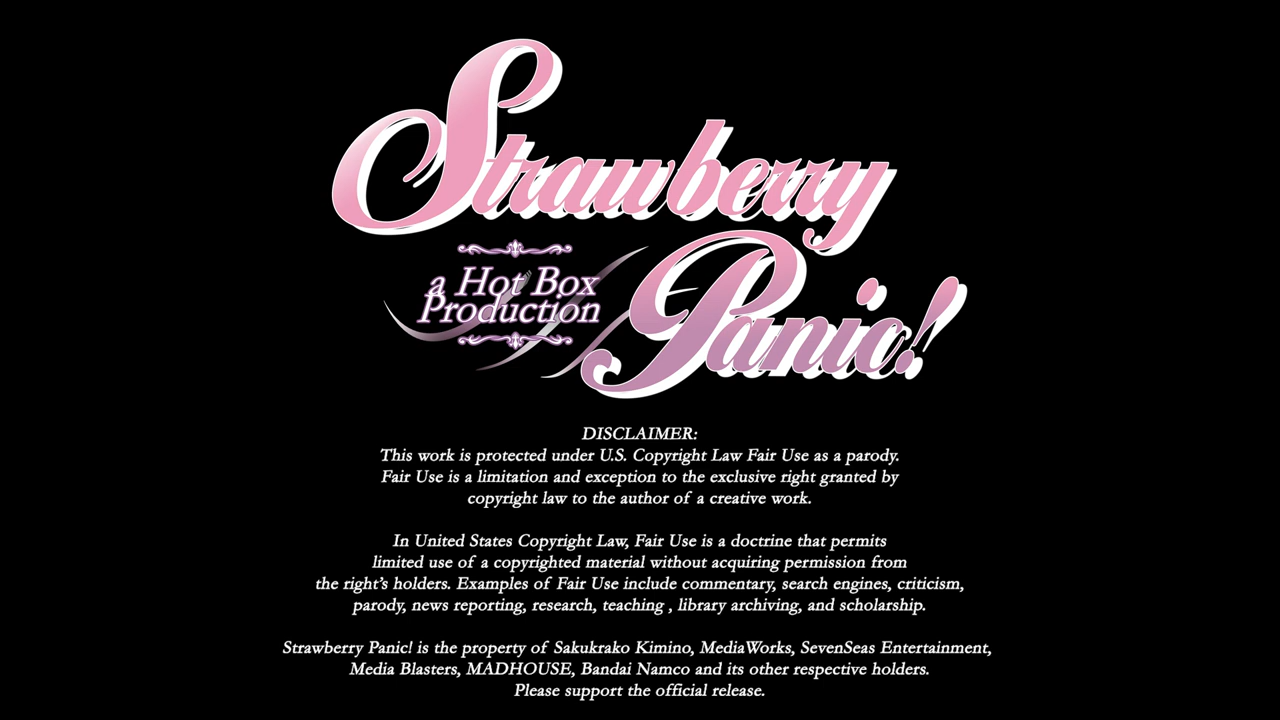 Strawberry
Panic!
a Hot Box
Production
DISCLAIMER:
This work is protected under U.S. Copyright Law Fair Use as a parody.
Fair Use is a limitation and exception to the exclusive right granted by
copyright law to the author of a creative work.
In United States Copyright Law, Fair Use is a doctrine that permits
limited use of a copyrighted material without acquiring permission from
the right's holders. Examples of Fair Use include commentary, search engines, criticism,
parody, news reporting, research, teaching , library archiving, and scholarship.
Strawberry Panic! is the property of Sakukrako Kimino, MediaWorks, SevenSeas Entertainment,
Media Blasters, MADHOUSE, Bandai Namco and its other respective holders.
Please support the official release.